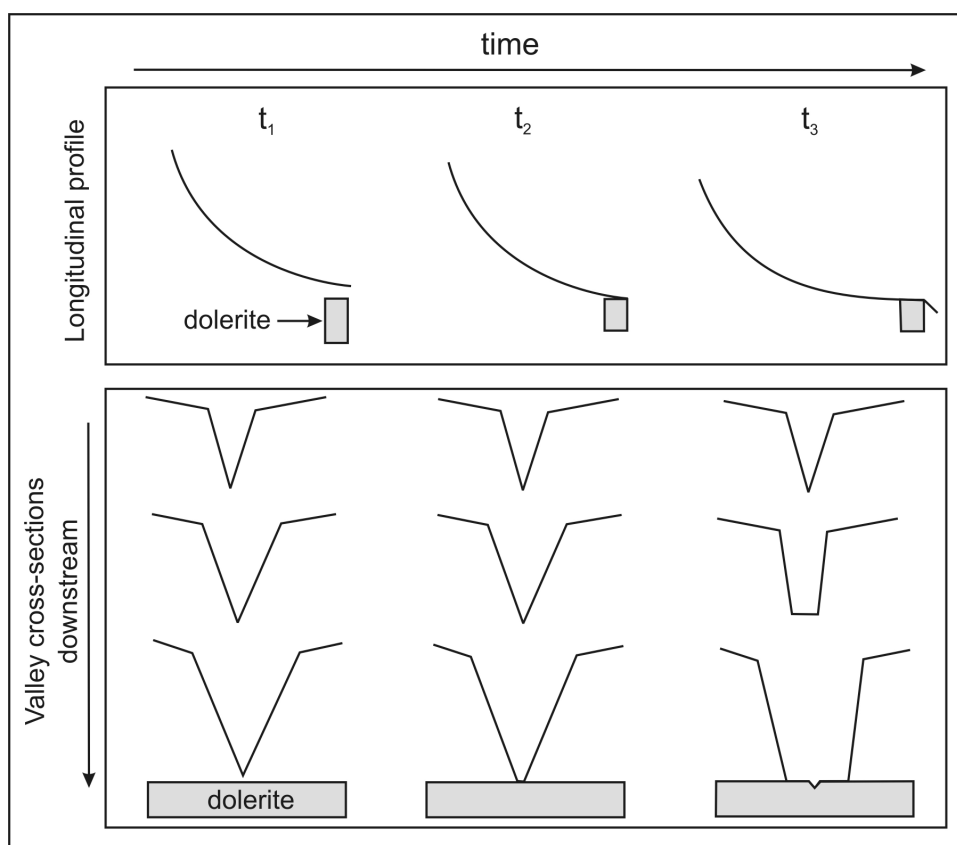 time
t₁
t₂
t₃
Longitudinal profile
dolerite
Valley cross-sections
downstream
dolerite